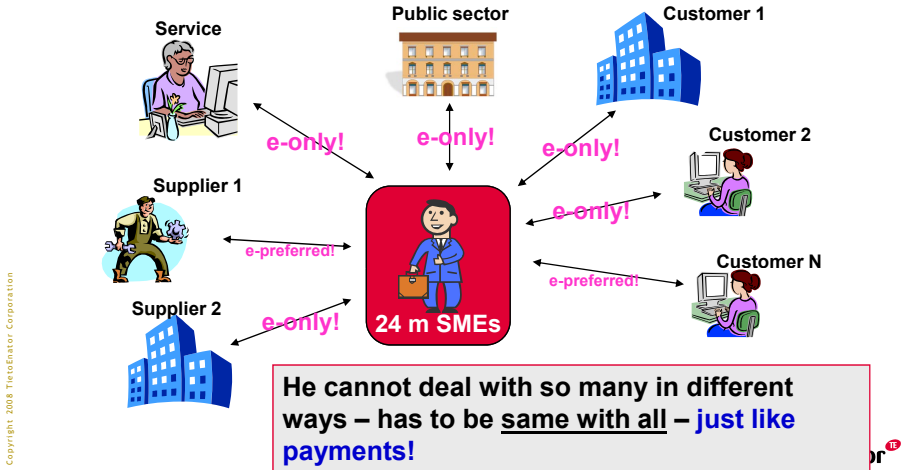 Public sector
Customer 1
Service
e-only!
e-only!
e-only!
Customer 2
Supplier 1
e-only!
e-preferred!
Customer N
e-preferred!
Supplier 2
e-only!
24 m SMEs
He cannot deal with so many in different
ways – has to be same with all – just like
payments!
Copyright 2008 TietoEnator Corporation
TE